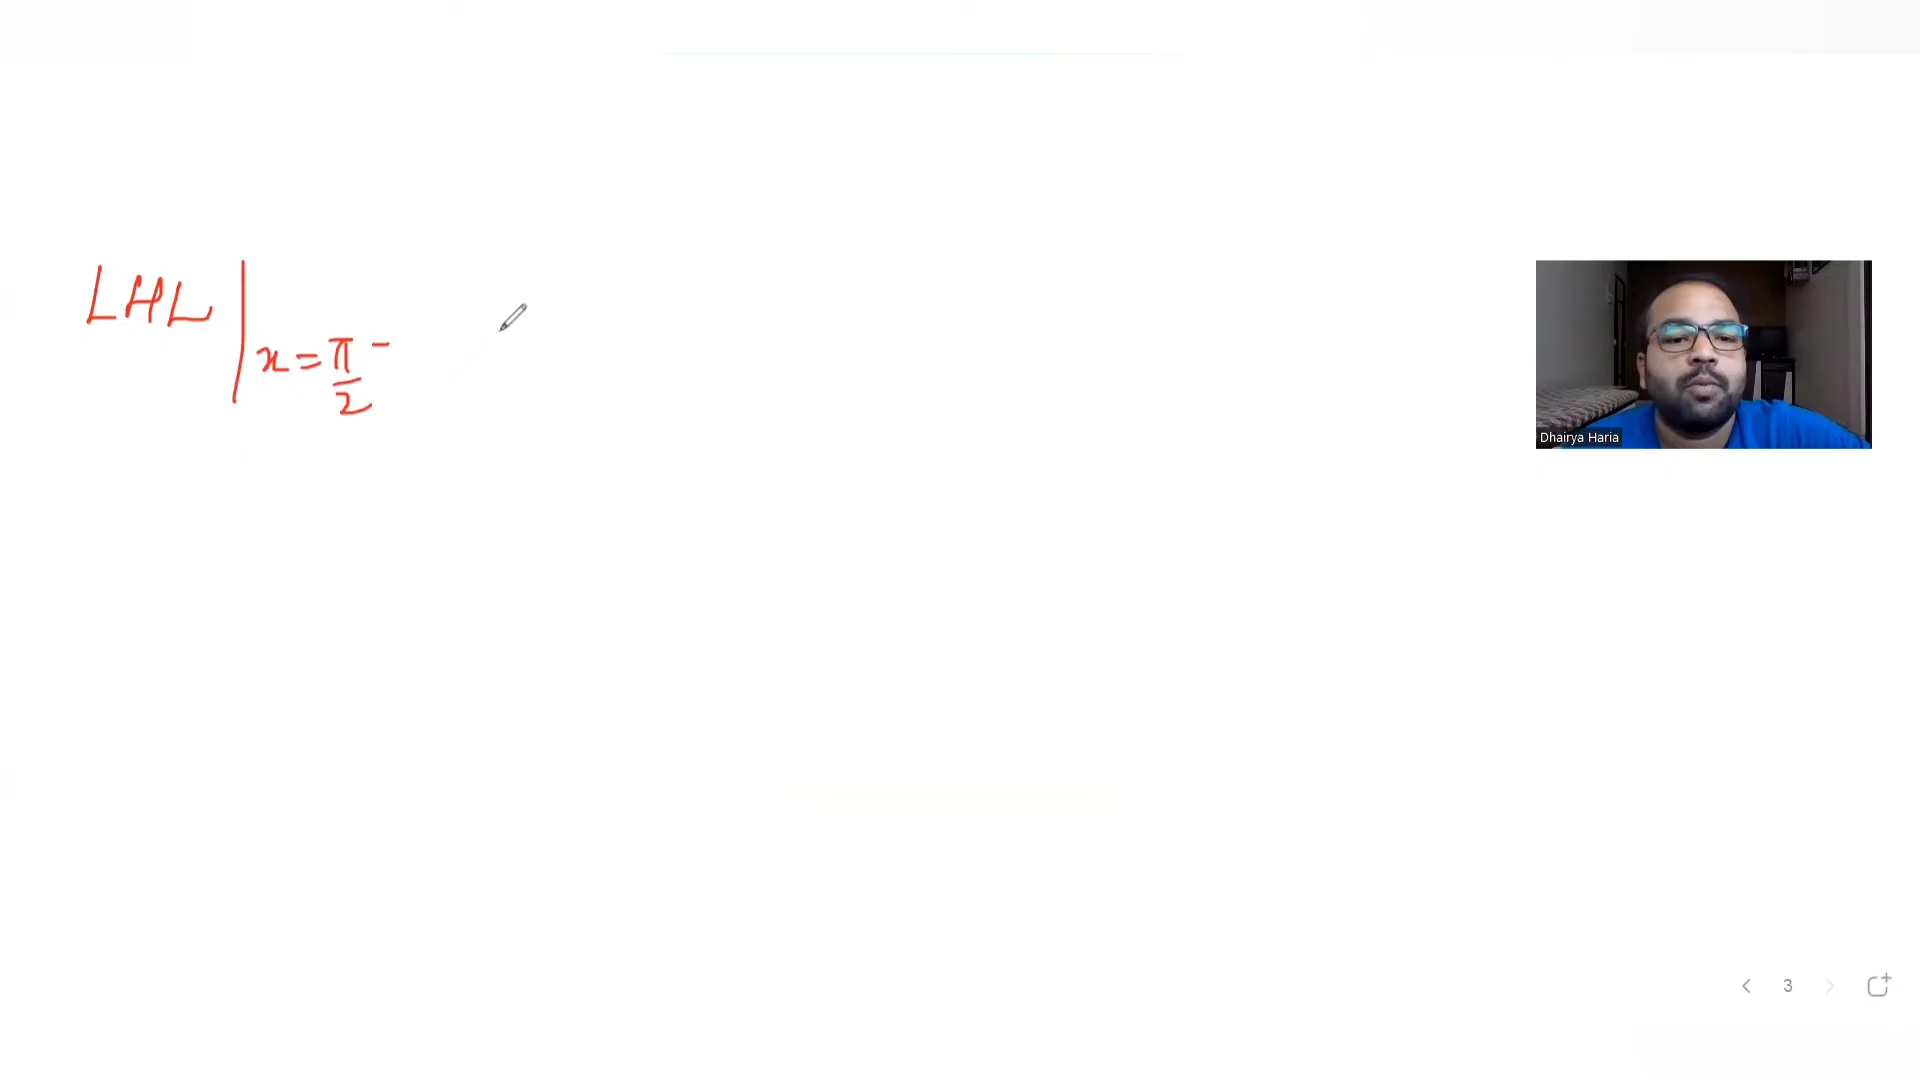 LHL | x = π/2 ⁻
Dhairya Haria
3